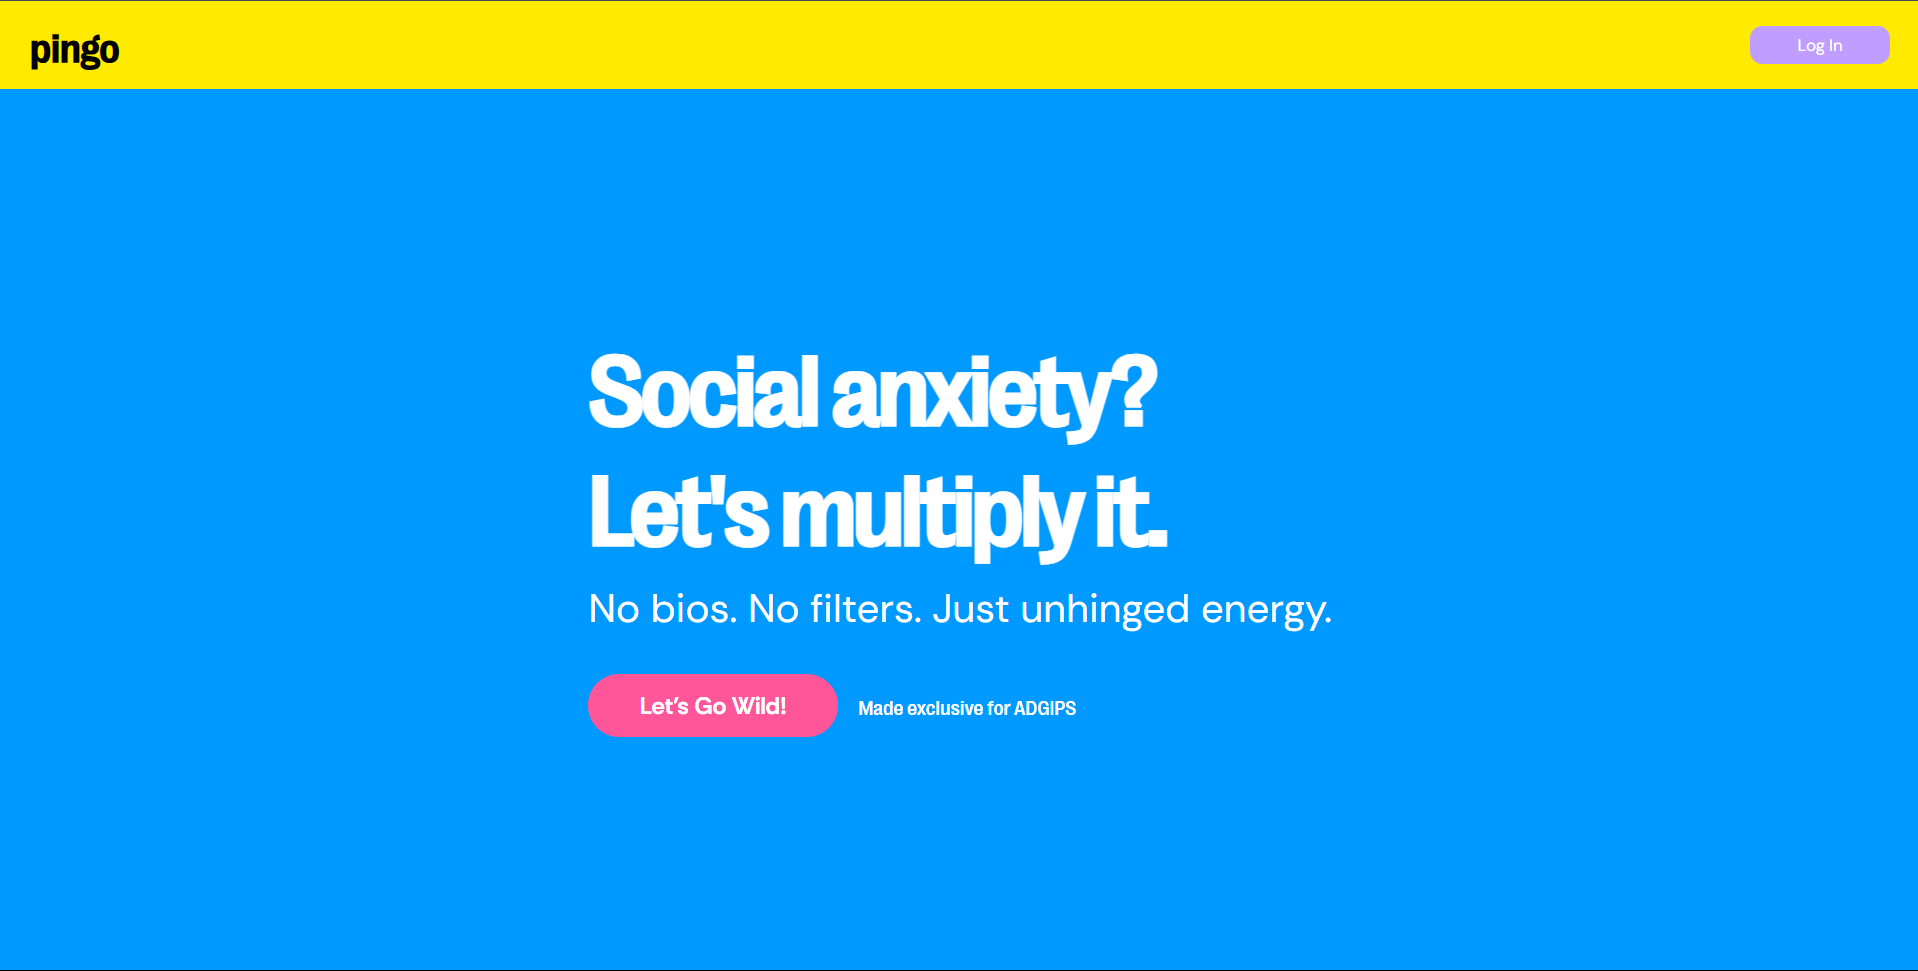 pingo
Log In
Social anxiety?
Let's multiply it.
No bios. No filters. Just unhinged energy.
Let’s Go Wild!
Made exclusive for ADGIPS